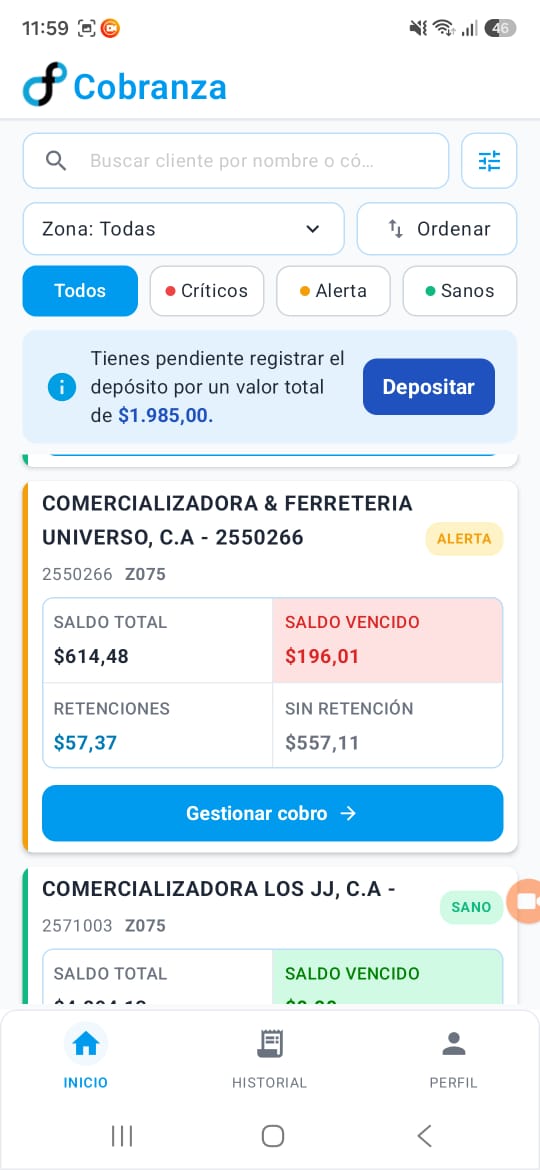 11:59
46
Cobranza
Buscar cliente por nombre o có...
Zona: Todas
Ordenar
Todos
Críticos
Alerta
Sanos
Tienes pendiente registrar el
depósito por un valor total
de $1.985,00.
Depositar
COMERCIALIZADORA & FERRETERIA
UNIVERSO, C.A - 2550266
ALERTA
2550266 Z075
SALDO TOTAL
SALDO VENCIDO
$614,48
$196,01
RETENCIONES
SIN RETENCIÓN
$57,37
$557,11
Gestionar cobro →
COMERCIALIZADORA LOS JJ, C.A -
SANO
2571003 Z075
SALDO TOTAL
SALDO VENCIDO
INICIO
HISTORIAL
PERFIL